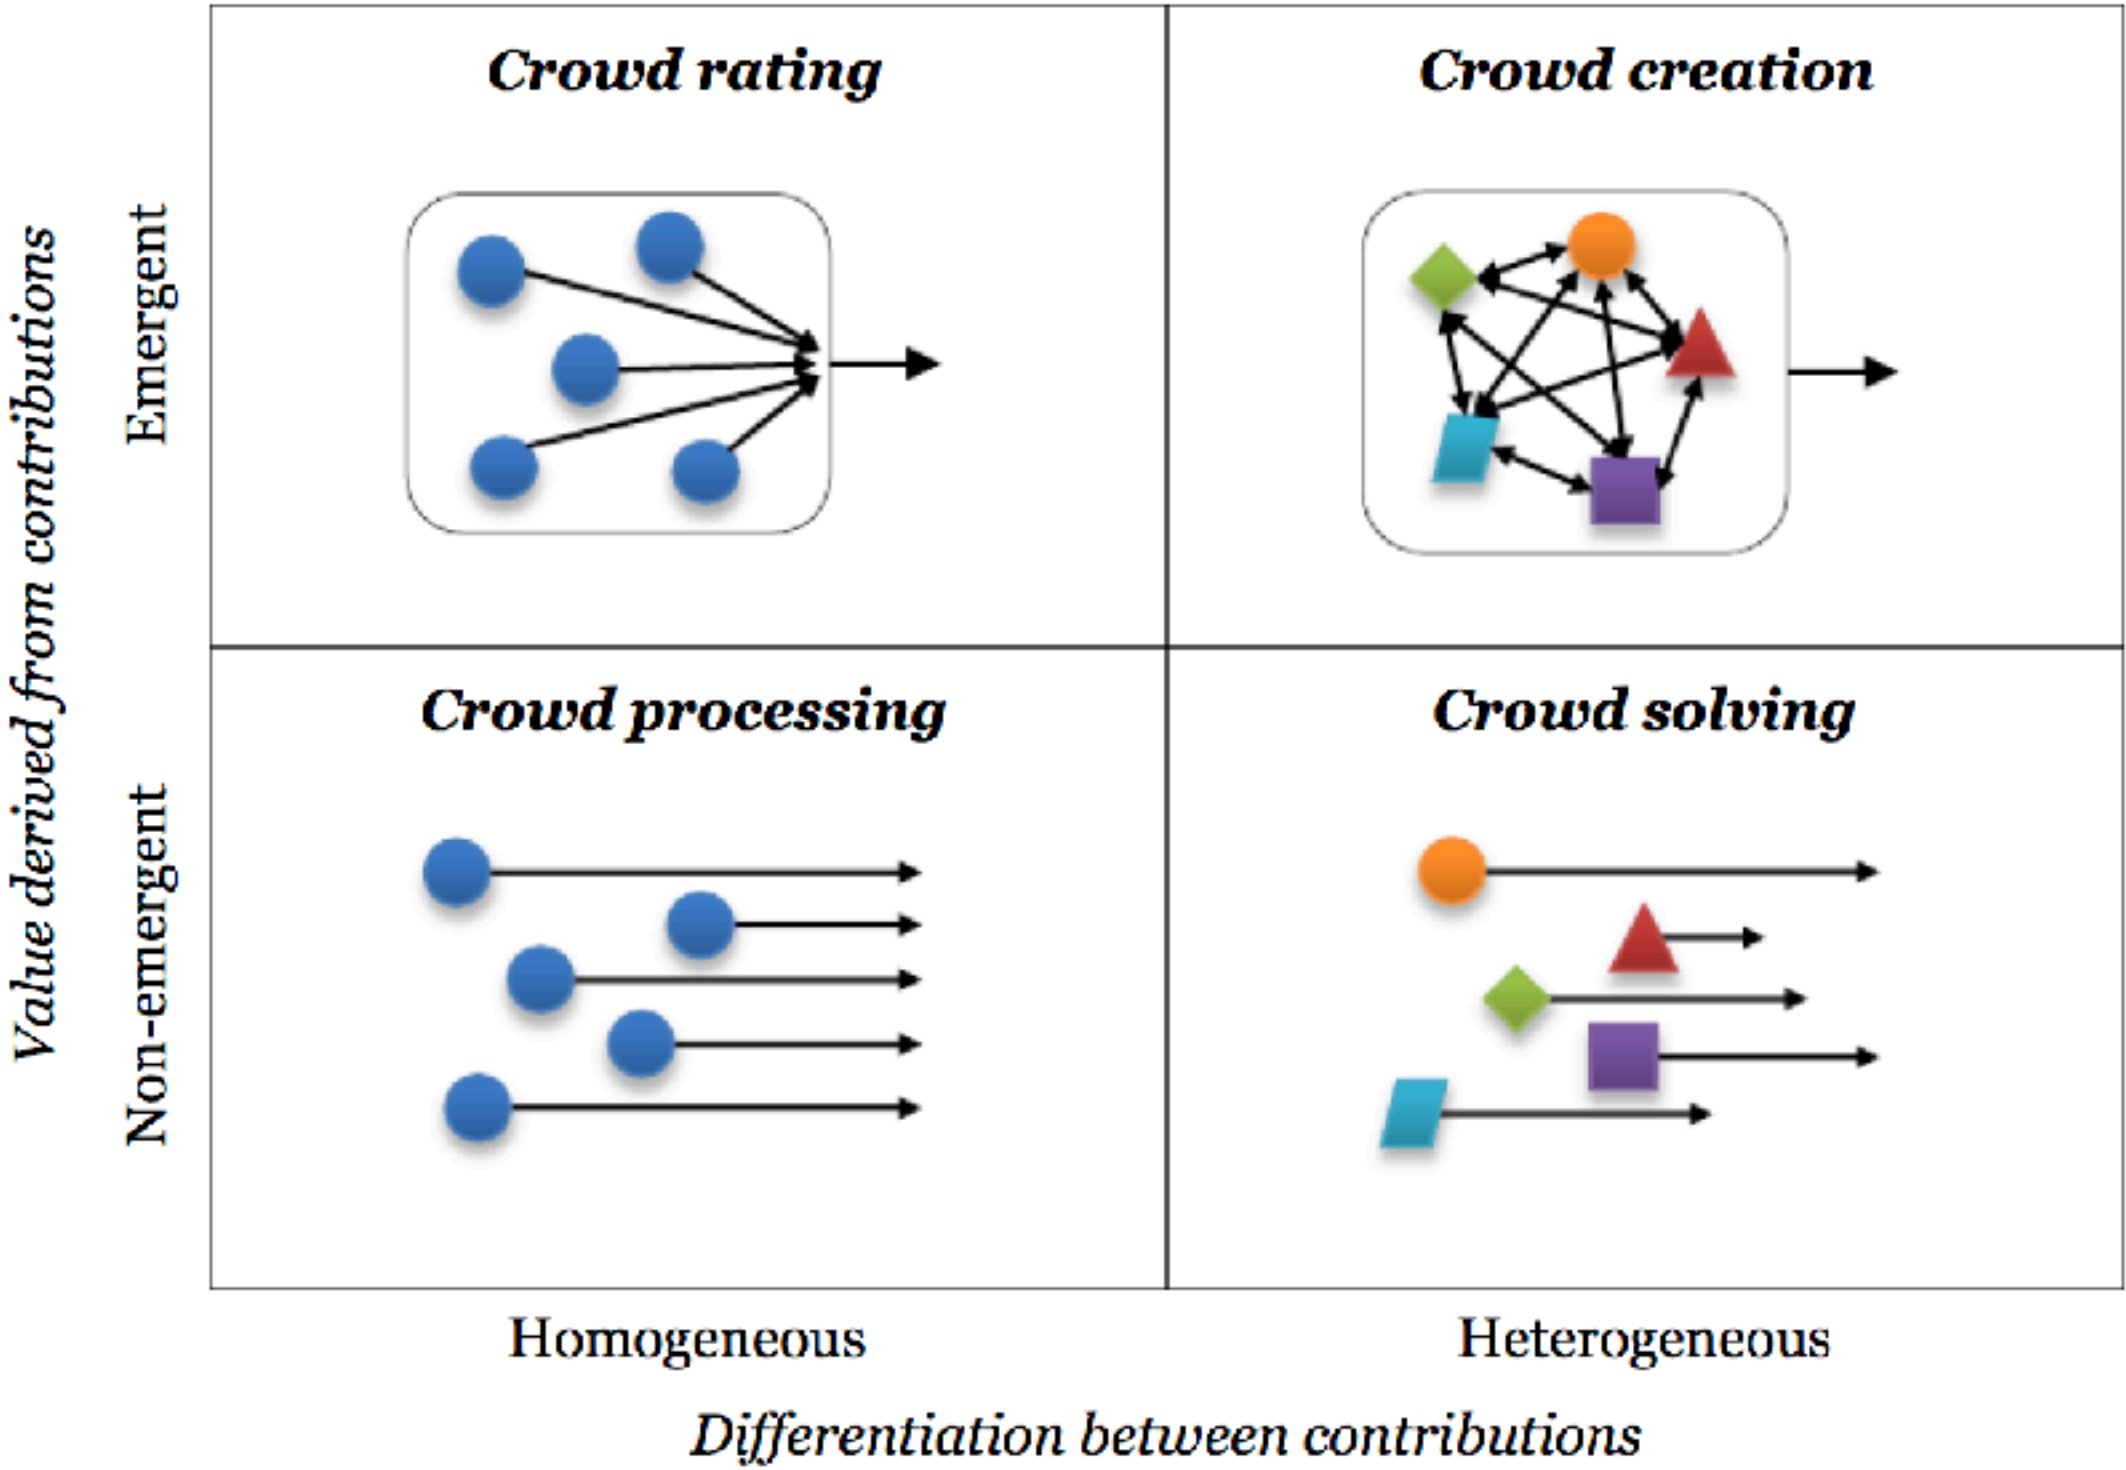 Crowd rating
Crowd creation
Value derived from contributions
Emergent
Crowd processing
Crowd solving
Non-emergent
Homogeneous
Heterogeneous
Differentiation between contributions